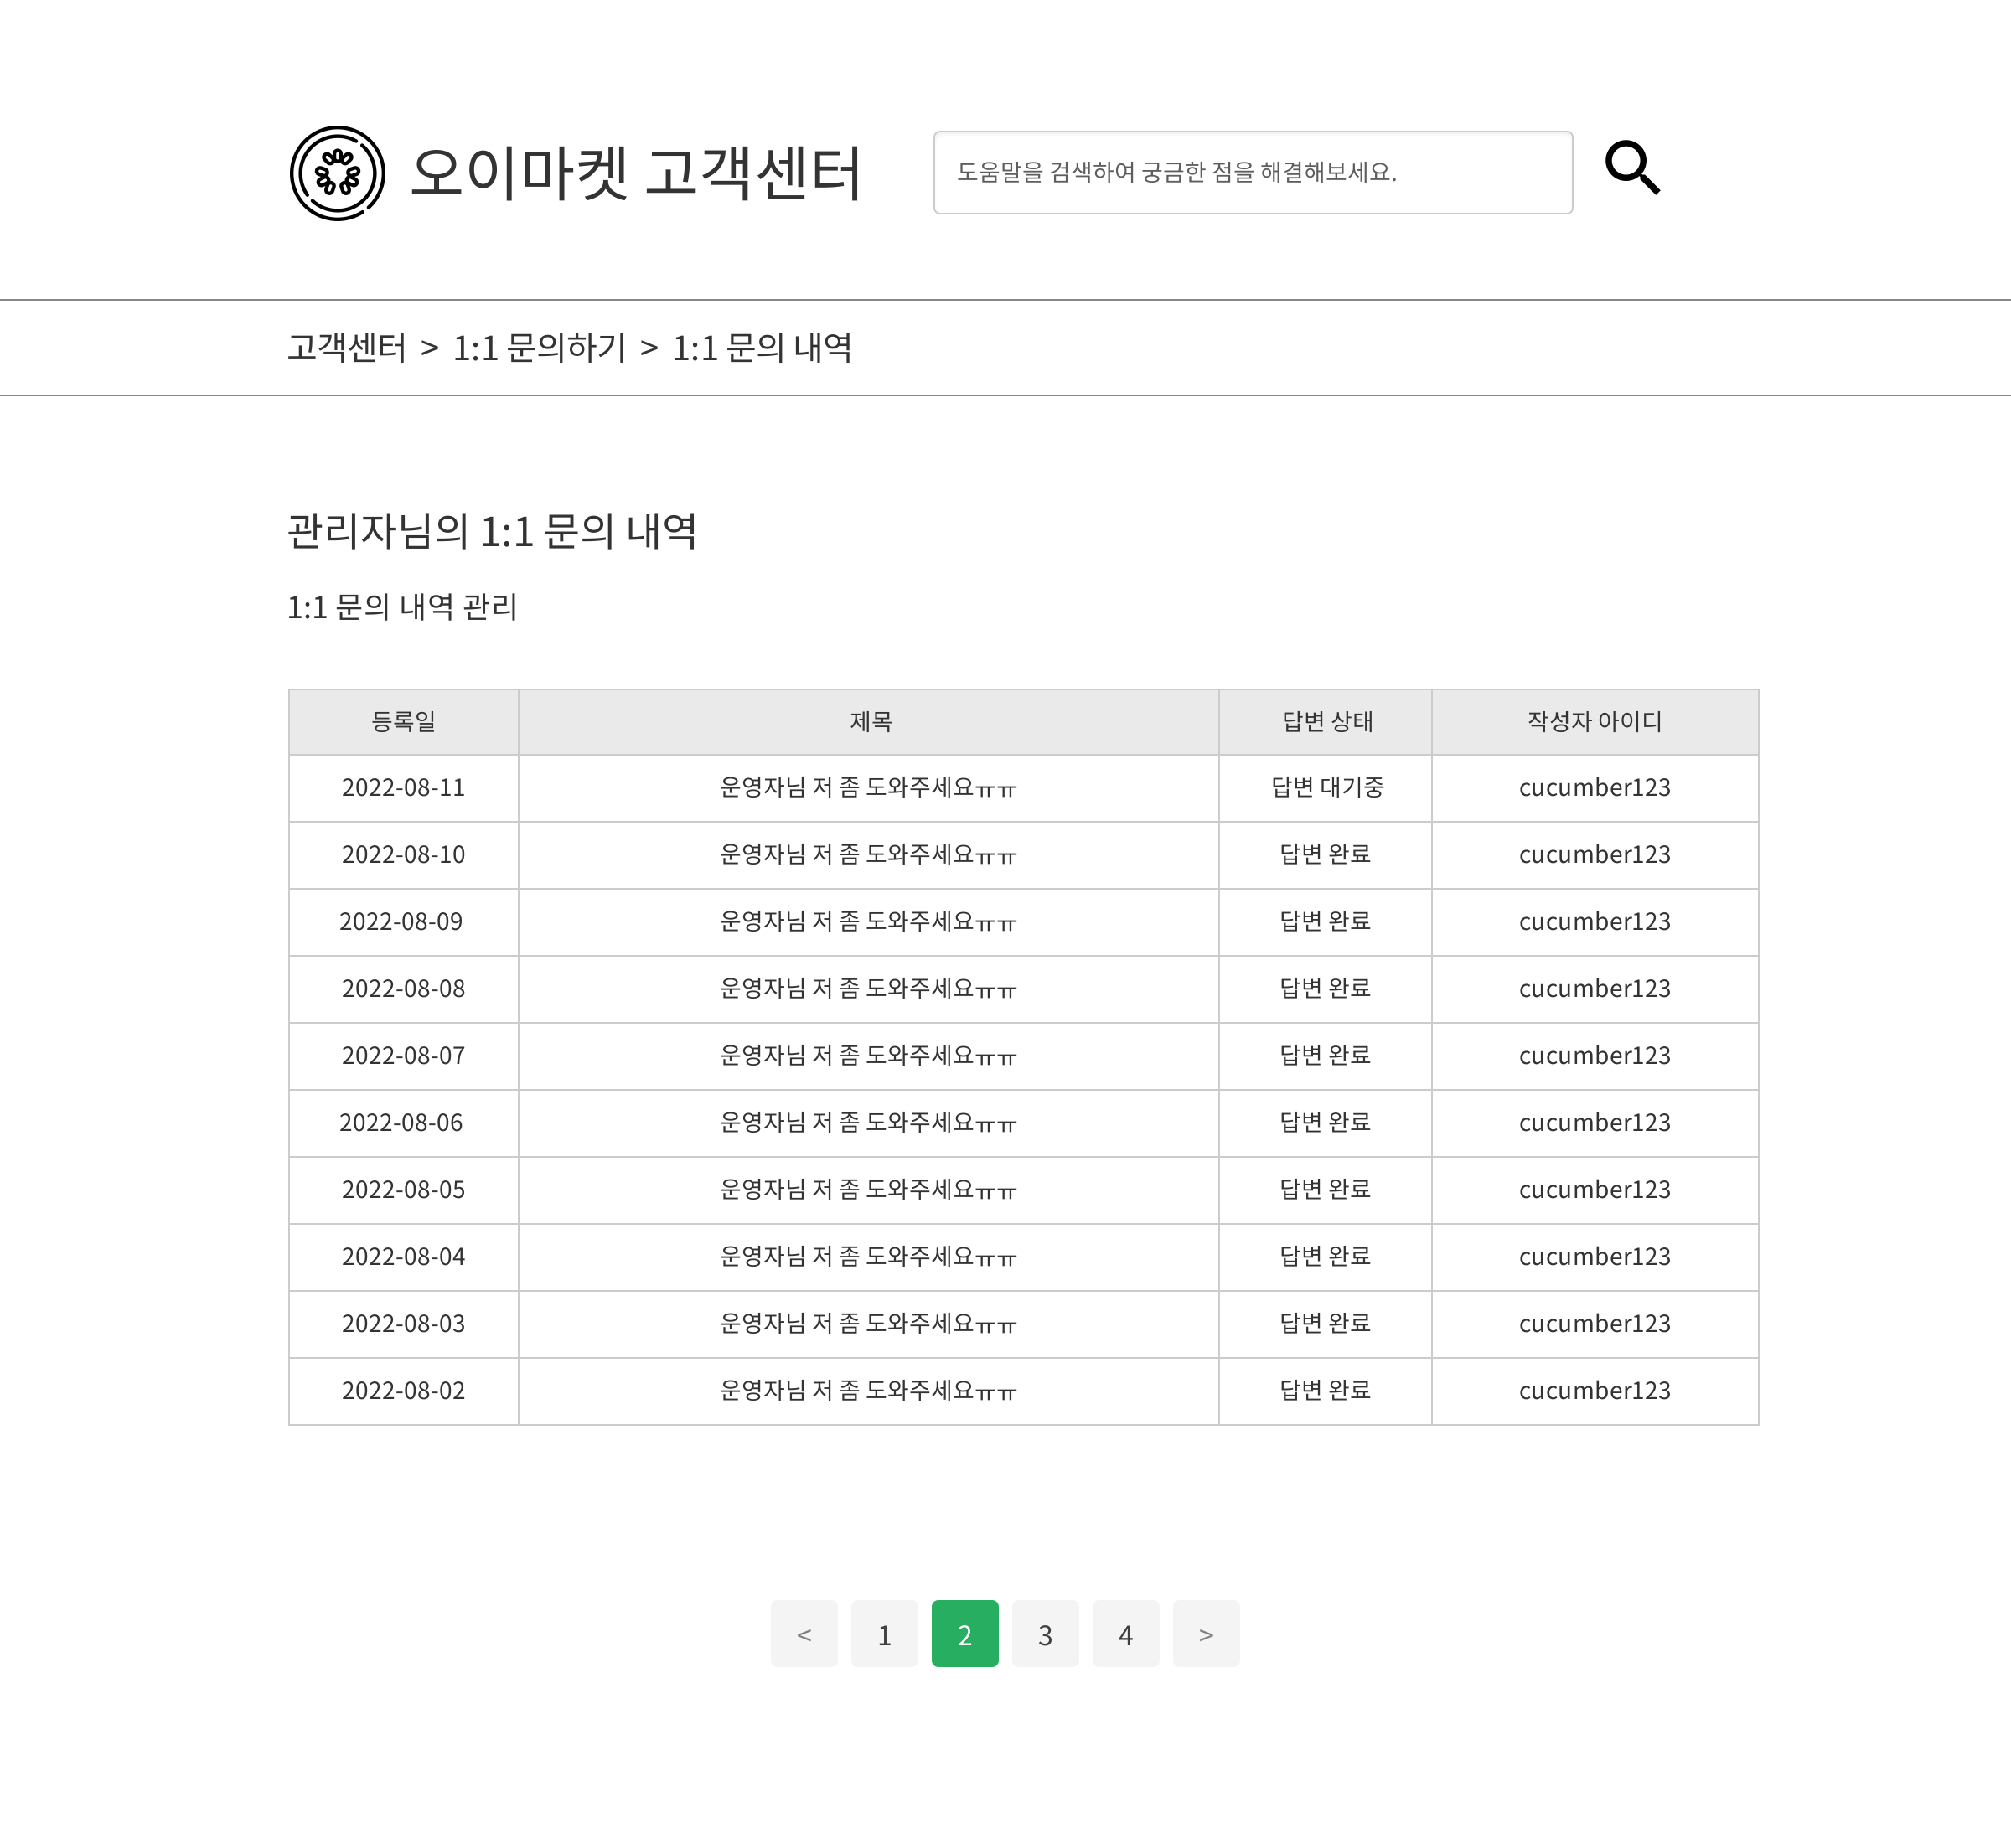 오이마켓 고객센터
도움말을 검색하여 궁금한 점을 해결해보세요.
고객센터 > 1:1 문의하기 > 1:1 문의 내역
관리자님의 1:1 문의 내역
1:1 문의 내역 관리
등록일 제목 답변 상태 작성자 아이디
2022-08-11 운영자님 저 좀 도와주세요ㅠㅠ 답변 대기중 cucumber123
2022-08-10 운영자님 저 좀 도와주세요ㅠㅠ 답변 완료 cucumber123
2022-08-09 운영자님 저 좀 도와주세요ㅠㅠ 답변 완료 cucumber123
2022-08-08 운영자님 저 좀 도와주세요ㅠㅠ 답변 완료 cucumber123
2022-08-07 운영자님 저 좀 도와주세요ㅠㅠ 답변 완료 cucumber123
2022-08-06 운영자님 저 좀 도와주세요ㅠㅠ 답변 완료 cucumber123
2022-08-05 운영자님 저 좀 도와주세요ㅠㅠ 답변 완료 cucumber123
2022-08-04 운영자님 저 좀 도와주세요ㅠㅠ 답변 완료 cucumber123
2022-08-03 운영자님 저 좀 도와주세요ㅠㅠ 답변 완료 cucumber123
2022-08-02 운영자님 저 좀 도와주세요ㅠㅠ 답변 완료 cucumber123
< 1 2 3 4 >